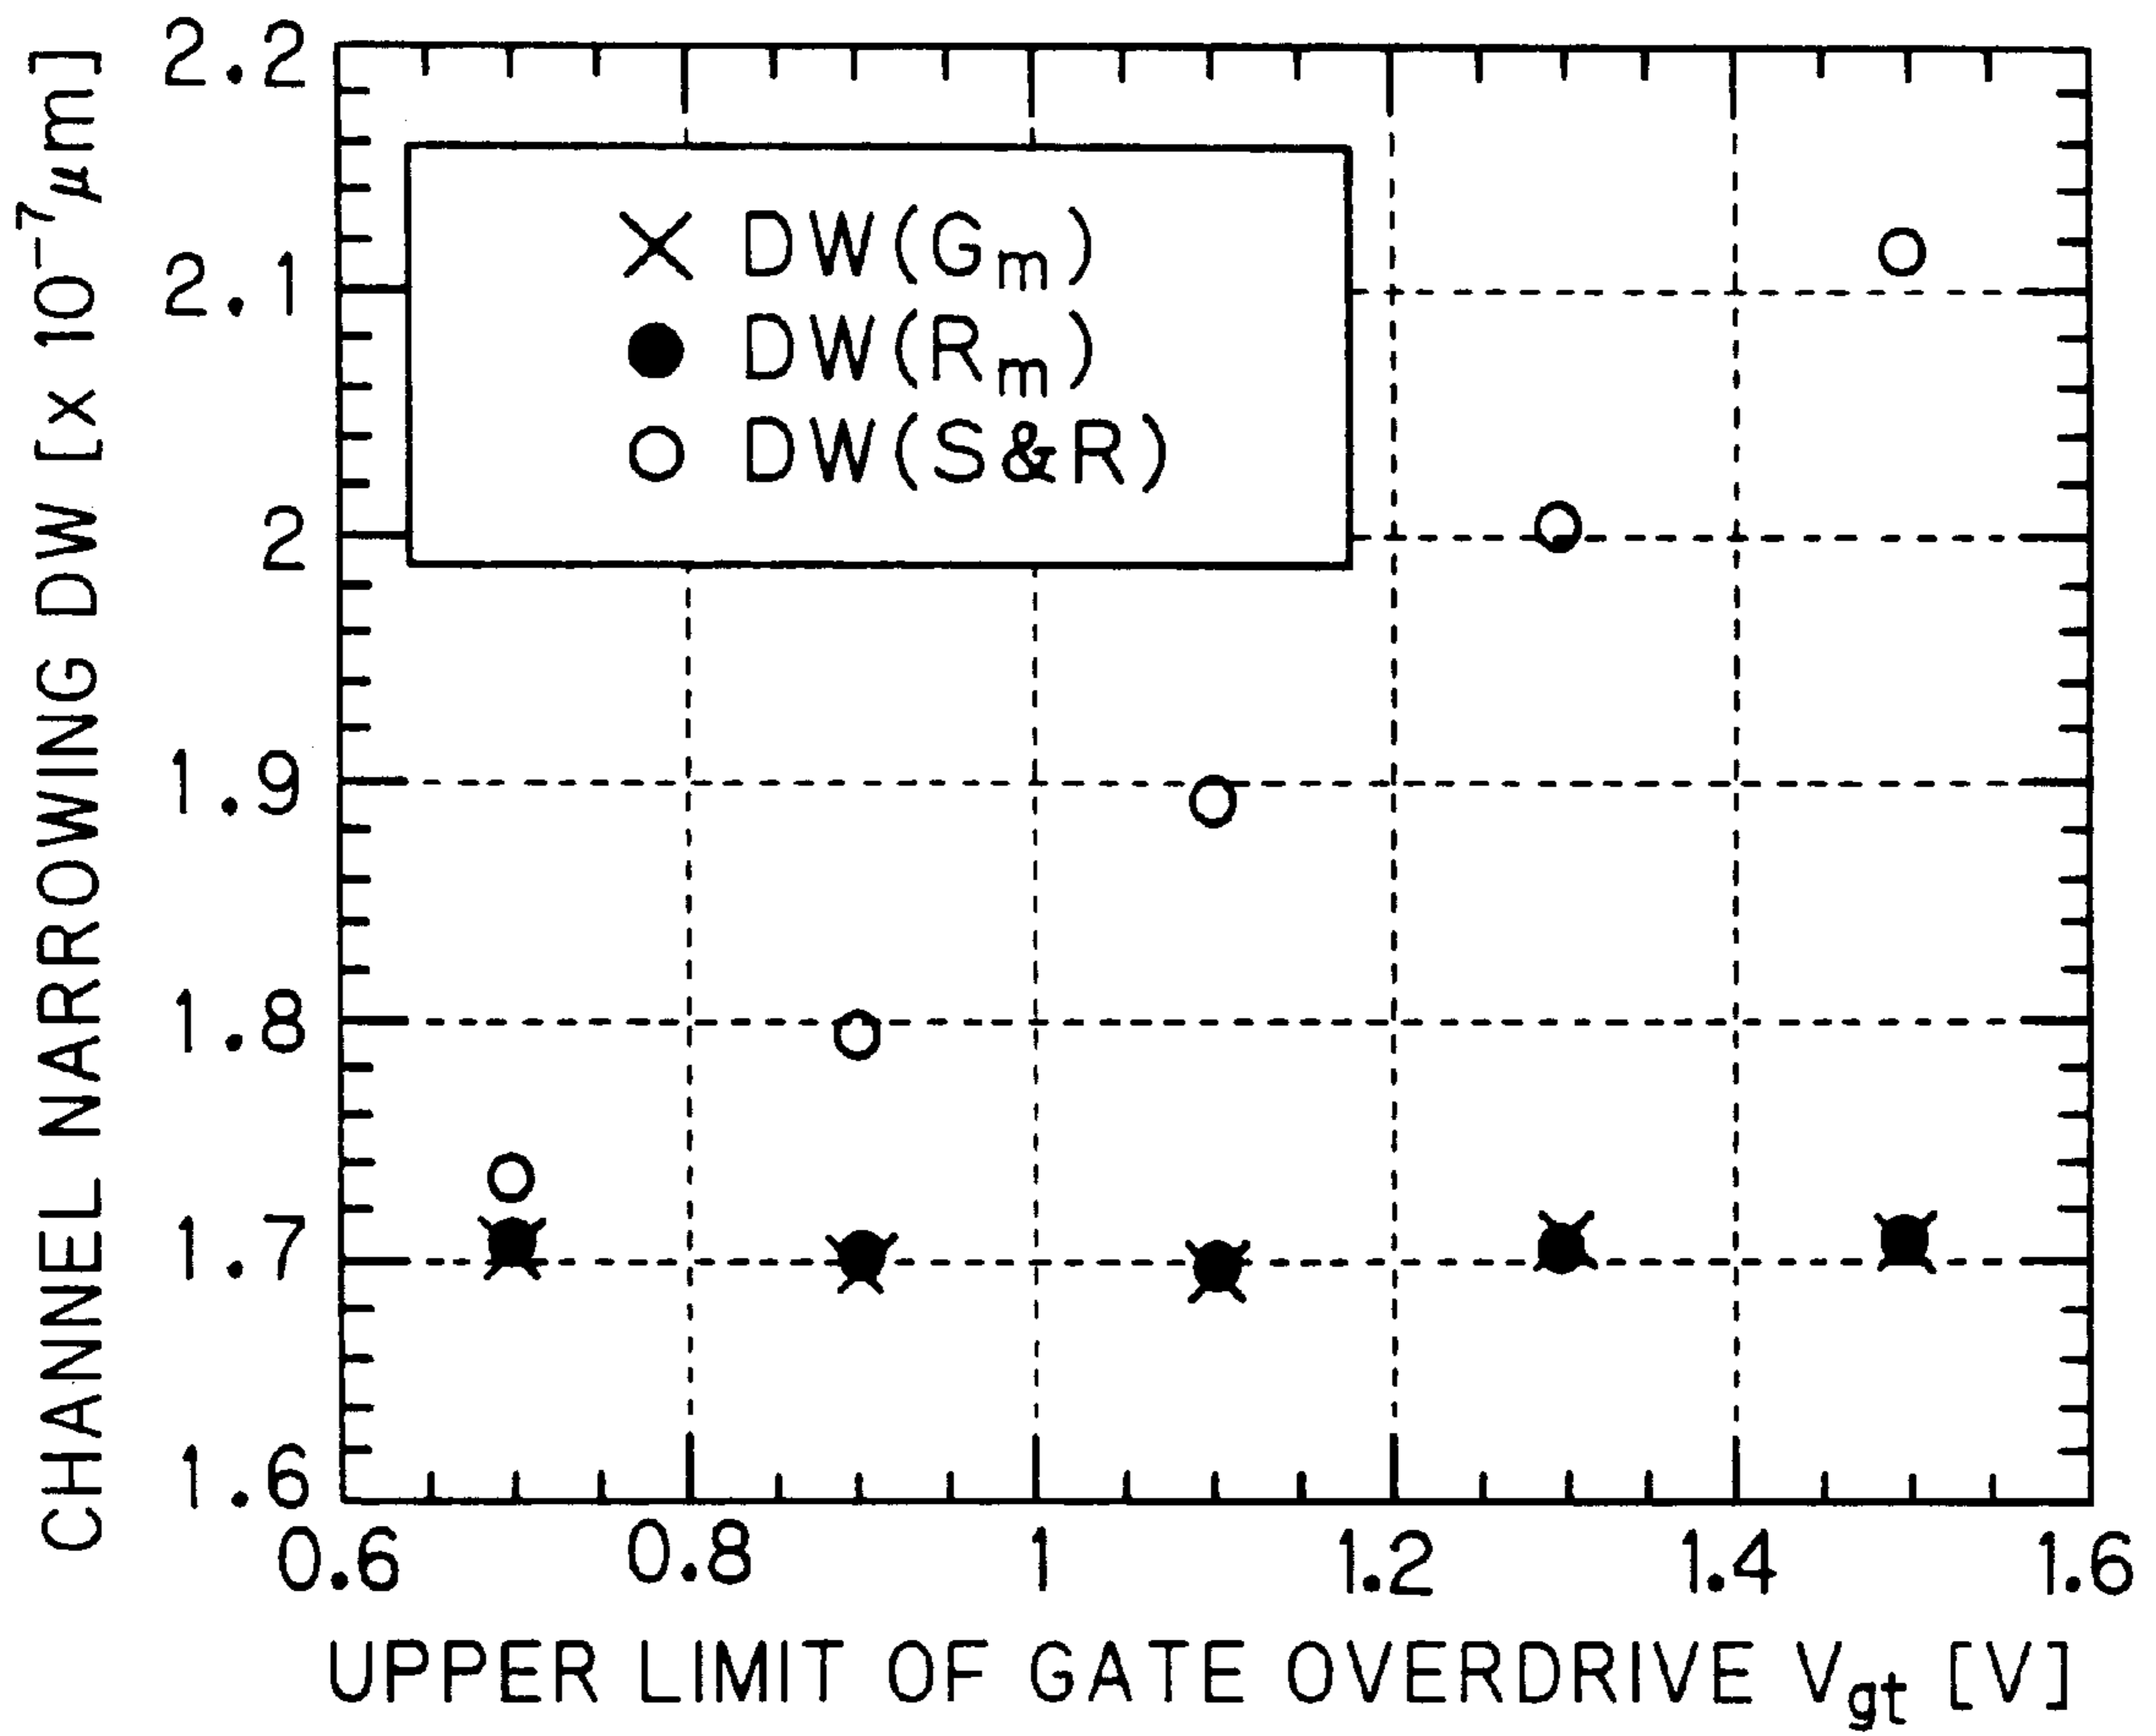 CHANNEL NARROWING DW [x 10⁻⁷μm]
2.2
2.1
2
1.9
1.8
1.7
1.6
× DW(Gm)
● DW(Rm)
○ DW(S&R)
0.6 0.8 1 1.2 1.4 1.6
UPPER LIMIT OF GATE OVERDRIVE Vgt [V]